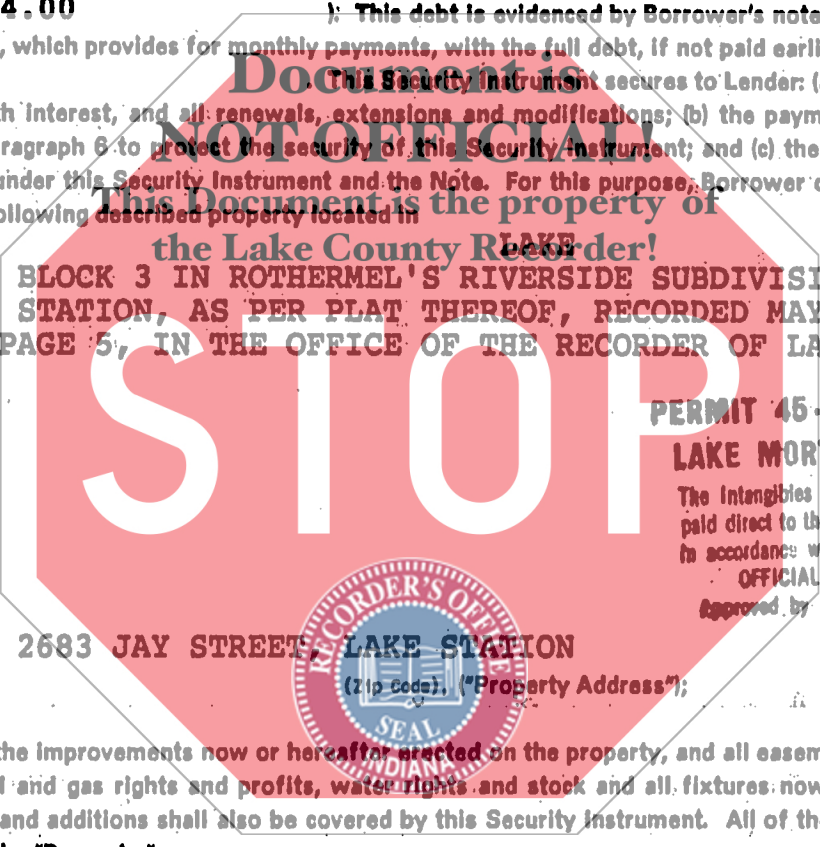 4.00 ): This debt is evidenced by Borrower's note
, which provides for monthly payments, with the full debt, if not paid earli
Document is
. This Security Instrument secures to Lender: (
th interest, and all renewals, extensions and modifications; (b) the paym
NOT OFFICIAL!
ragraph 6 to protect the security of this Security Instrument; and (c) the
under this Security Instrument and the Note. For this purpose, Borrower
This Document is the property of
ollowing described property located in
the Lake County Recorder!
LAKE
BLOCK 3 IN ROTHERMEL'S RIVERSIDE SUBDIVISI
STATION, AS PER PLAT THEREOF, RECORDED MAY
PAGE 5, IN THE OFFICE OF THE RECORDER OF LA
STOP
PERMIT 45-
LAKE MOR
The Intangibles
paid direct to th
in accordance w
OFFICIAL
Approved by
RECORDER'S OFFICE
SEAL
INDIANA
2683 JAY STREET, LAKE STATION
(Zip Code), ("Property Address");
the improvements now or hereafter erected on the property, and all easem
l and gas rights and profits, water rights and stock and all fixtures now
and additions shall also be covered by this Security Instrument. All of th